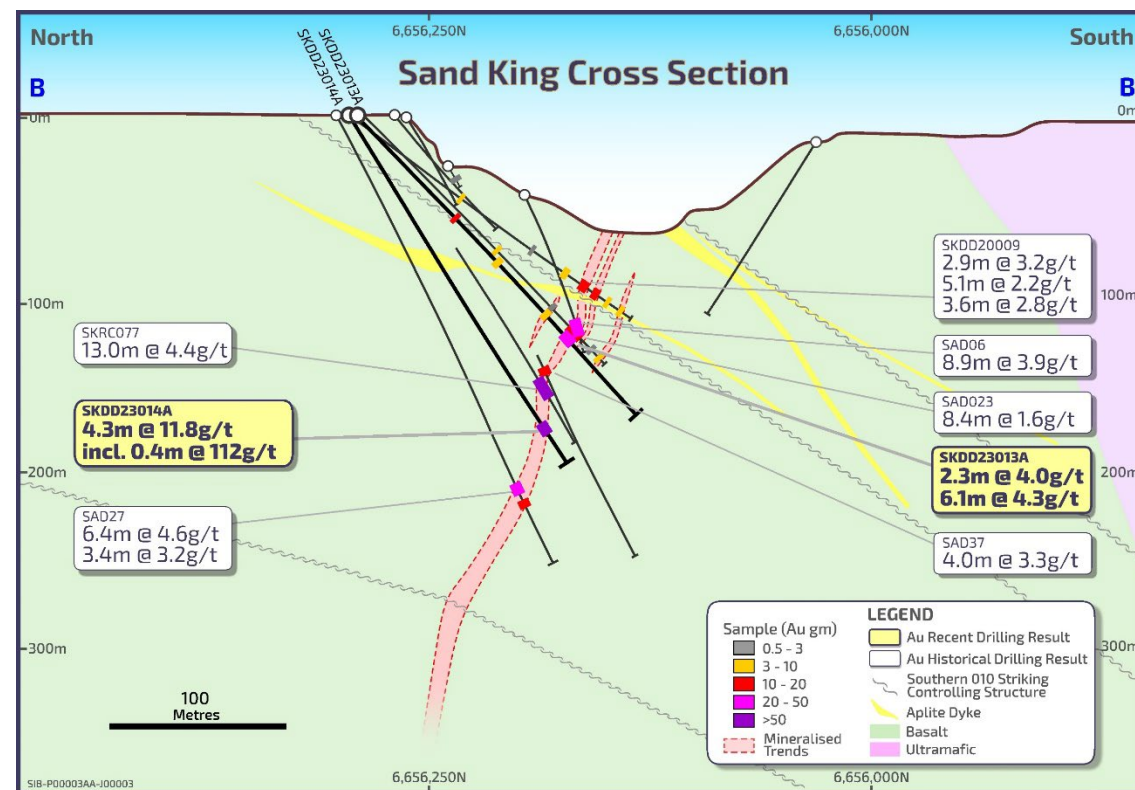 North
6,656,250N
6,656,000N
South
Sand King Cross Section
B
B
SKDD23014A
SKDD23013A
0m
0m
100m
100m
200m
200m
300m
300m
SKDD20009
2.9m @ 3.2g/t
5.1m @ 2.2g/t
3.6m @ 2.8g/t
SKRC077
13.0m @ 4.4g/t
SAD06
8.9m @ 3.9g/t
SKDD23014A
4.3m @ 11.8g/t
incl. 0.4m @ 112g/t
SAD023
8.4m @ 1.6g/t
SKDD23013A
2.3m @ 4.0g/t
6.1m @ 4.3g/t
SAD27
6.4m @ 4.6g/t
3.4m @ 3.2g/t
SAD37
4.0m @ 3.3g/t
LEGEND
Sample (Au gm)
0.5 - 3
3 - 10
10 - 20
20 - 50
>50
Mineralised
Trends
Au Recent Drilling Result
Au Historical Drilling Result
Southern 010 Striking
Controlling Structure
Aplite Dyke
Basalt
Ultramafic
100
Metres
SIB-P00003AA-J00003
6,656,250N
6,656,000N